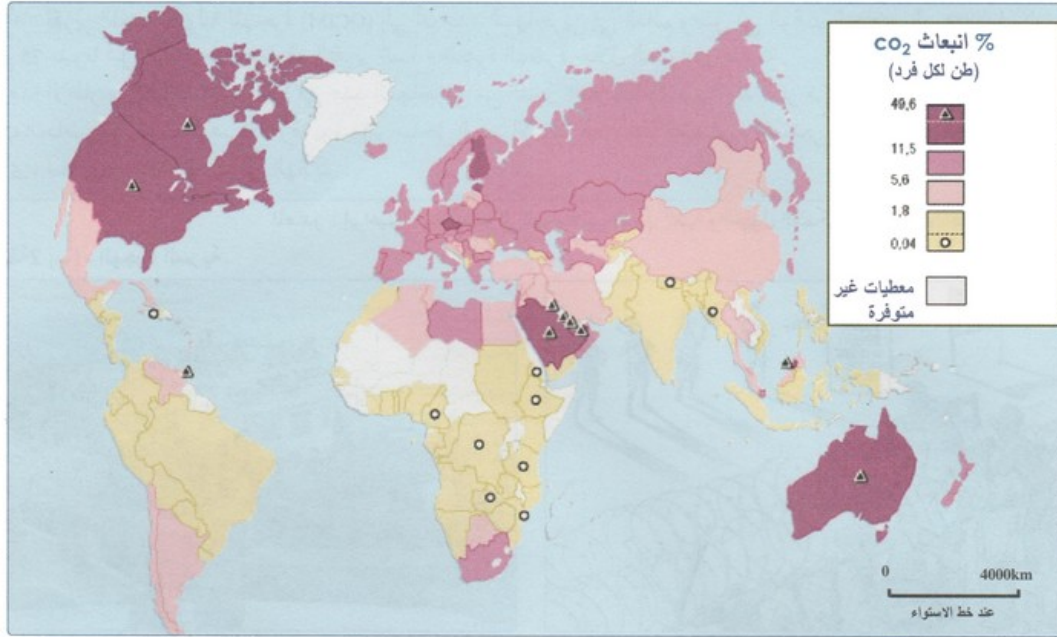 % انبعاث CO₂
(طن لكل فرد)
49,6
11,5
5,6
1,8
0,04
معطيات غير
متوفرة
0 4000km
عند خط الاستواء